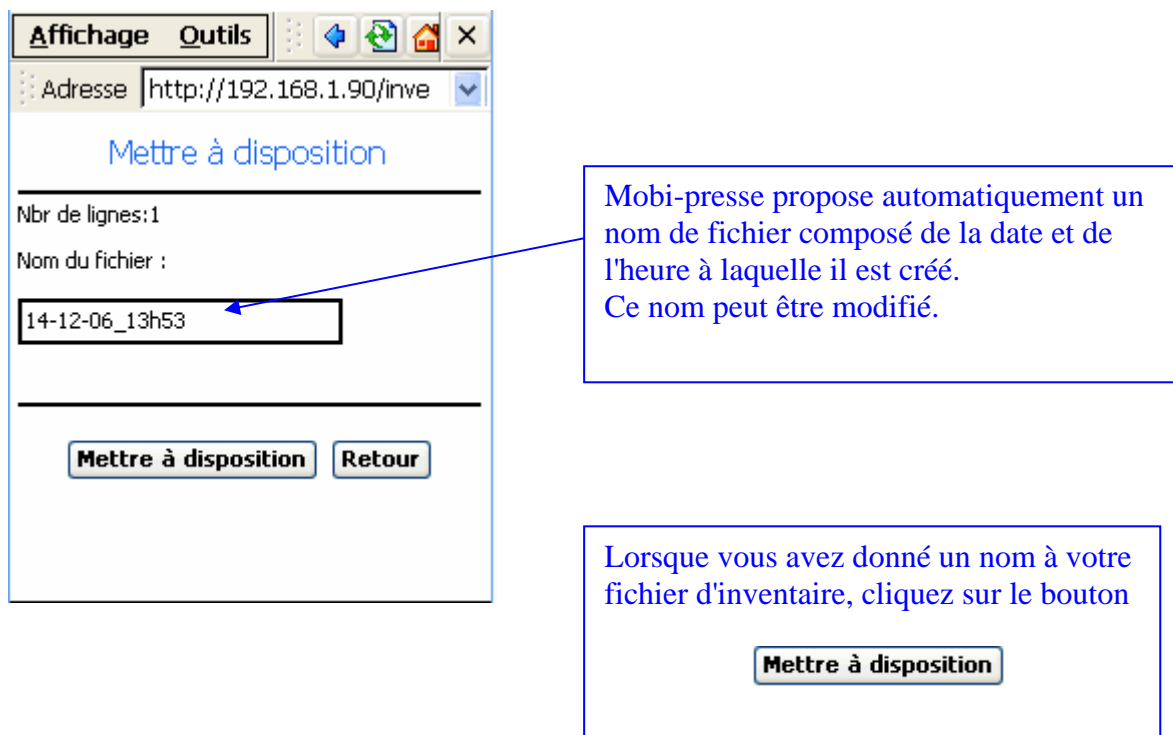 Affichage Outils
Adresse http://192.168.1.90/inve
Mettre à disposition
Nbr de lignes:1
Nom du fichier :
14-12-06_13h53
Mettre à disposition Retour
Mobi-presse propose automatiquement un
nom de fichier composé de la date et de
l'heure à laquelle il est créé.
Ce nom peut être modifié.
Lorsque vous avez donné un nom à votre
fichier d'inventaire, cliquez sur le bouton
Mettre à disposition